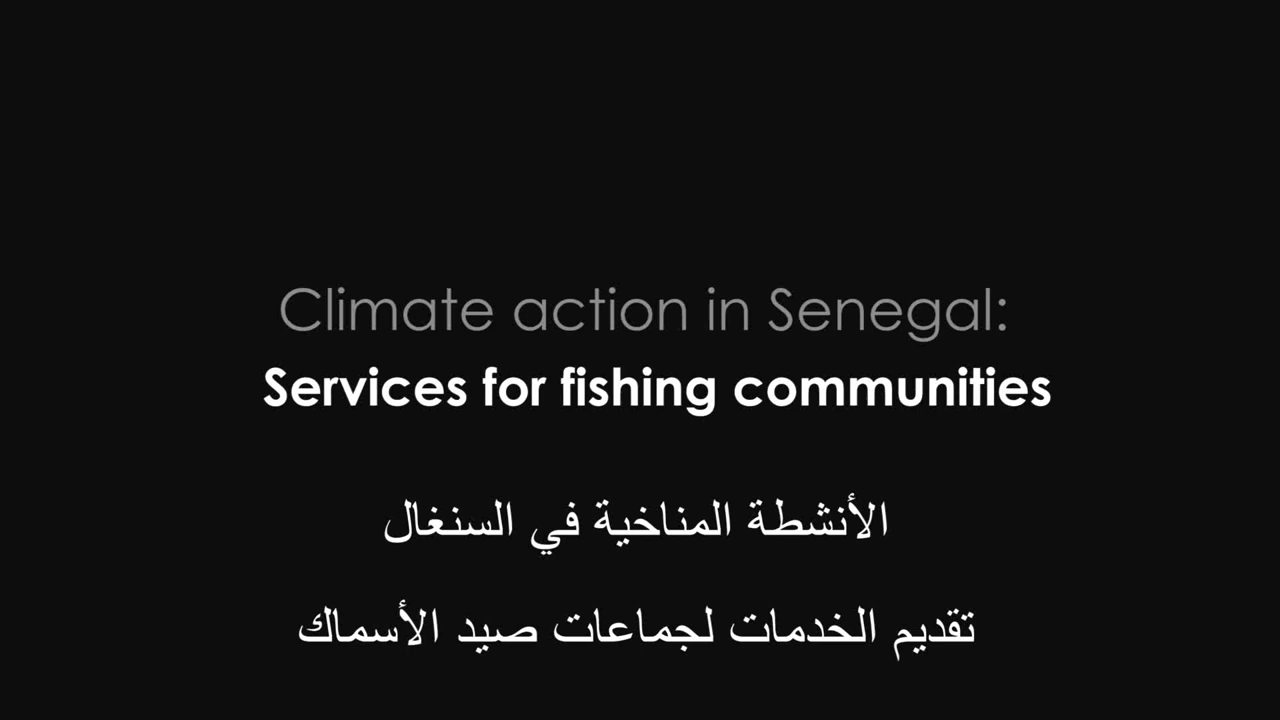 Climate action in Senegal:
Services for fishing communities
الأنشطة المناخية في السنغال
تقديم الخدمات لجماعات صيد الأسماك